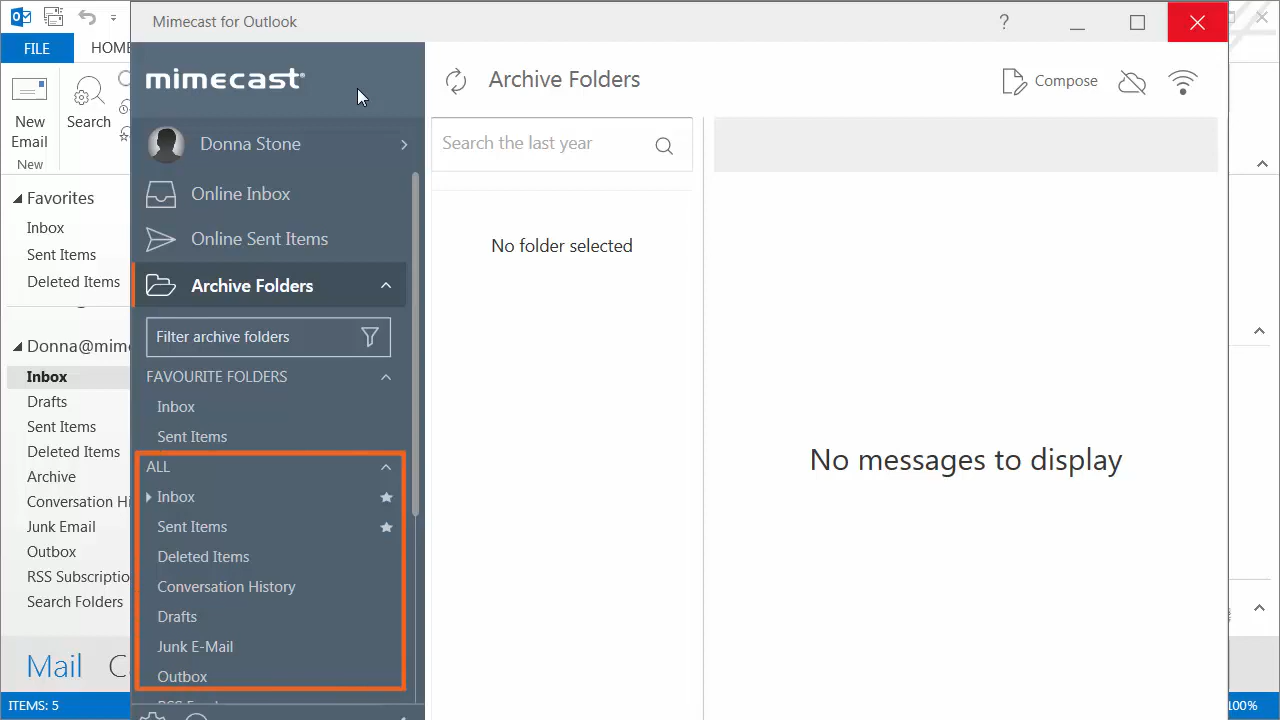 Mimecast for Outlook
?
FILE
HOME
New
Email
Search
New
Favorites
Inbox
Sent Items
Deleted Items
Donna@mime
Inbox
Drafts
Sent Items
Deleted Items
Archive
Conversation Hi
Junk Email
Outbox
RSS Subscriptio
Search Folders
Mail
ITEMS: 5
mimecast
Donna Stone
Online Inbox
Online Sent Items
Archive Folders
Filter archive folders
FAVOURITE FOLDERS
Inbox
Sent Items
ALL
Inbox
Sent Items
Deleted Items
Conversation History
Drafts
Junk E-Mail
Outbox
Archive Folders
Compose
Search the last year
No folder selected
No messages to display
100%